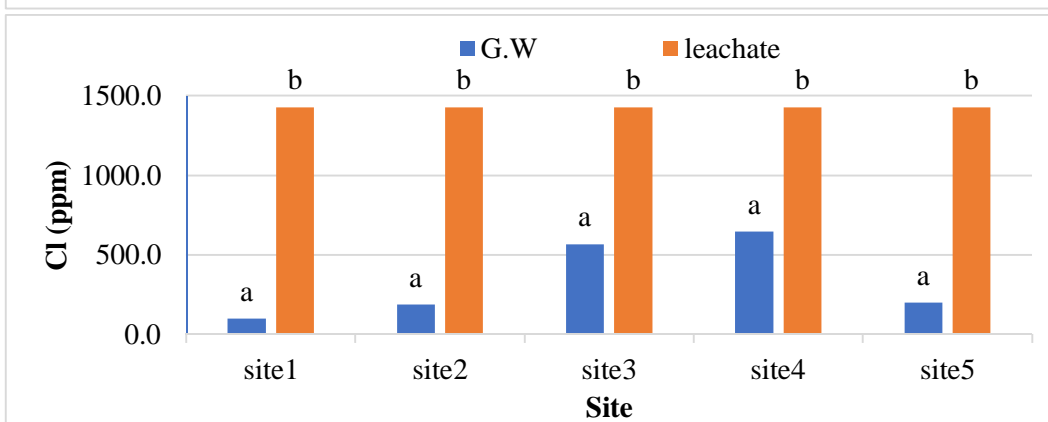 G.W leachate
b b b b b
1500.0
1000.0
500.0
0.0
a a a a a
Cl (ppm)
site1 site2 site3 site4 site5
Site